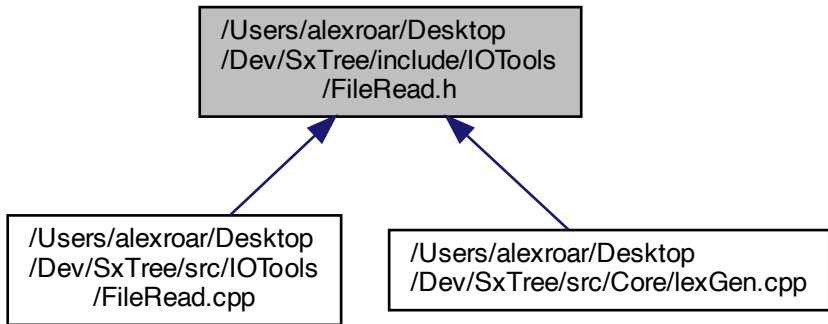 /Users/alexroar/Desktop
/Dev/SxTree/include/IOTools
/FileRead.h
/Users/alexroar/Desktop
/Dev/SxTree/src/IOTools
/FileRead.cpp
/Users/alexroar/Desktop
/Dev/SxTree/src/Core/lexGen.cpp